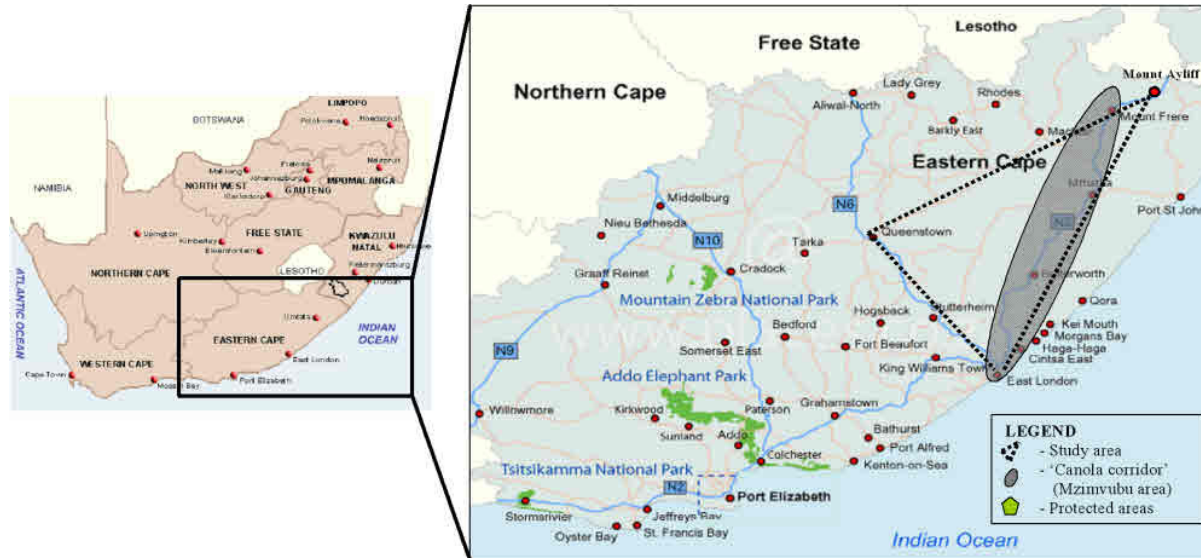 LIMPOPO
BOTSWANA
NAMIBIA
NORTH WEST
GAUTENG
MPOMALANGA
FREE STATE
KWAZULU
NATAL
Upington
Kimberley
LESOTHO
Durban
NORTHERN CAPE
ATLANTIC OCEAN
Umtata
INDIAN
OCEAN
EASTERN CAPE
East London
WESTERN CAPE
Cape Town
Mossel Bay
Port Elizabeth
Lesotho
Free State
Northern Cape
Mount Ayliff
Lady Grey
Rhodes
Aliwal-North
Mount Frere
Barkly East
Eastern Cape
Mthatha
Middelburg
N6
Port St John
Nieu Bethesda
N10
Queenstown
Tarka
Graaff Reinet
Cradock
Mountain Zebra National Park
Hogsback
Qora
Bedford
Kei Mouth
Morgans Bay
N9
Somerset East
Fort Beaufort
Haga-Haga
Cintsa East
King Williams Town
Addo Elephant Park
East London
Willowmore
Kirkwood
Paterson
Grahamstown
Sunland
Addo
Bathurst
Port Alfred
Colchester
Kenton-on-Sea
Tsitsikamma National Park
N2
Port Elizabeth
Stormsrivier
Jeffreys Bay
Oyster Bay
St. Francis Bay
Indian Ocean
LEGEND
- Study area
- 'Canola corridor'
(Mzimvubu area)
- Protected areas